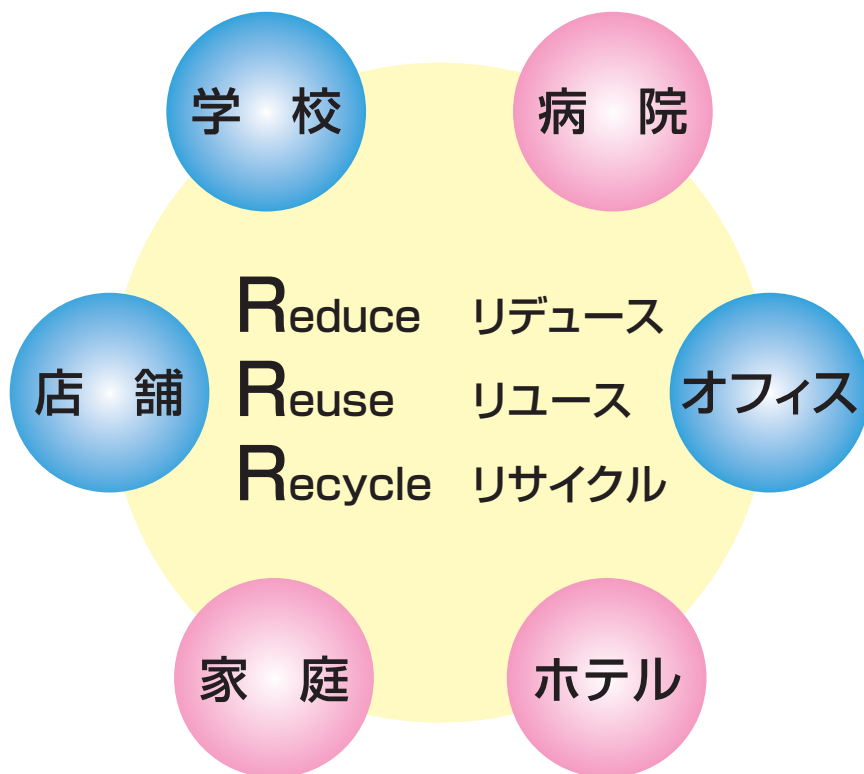 学　校
病　院
Reduce　リデュース
店　舗
Reuse　リユース
オフィス
Recycle　リサイクル
家　庭
ホテル